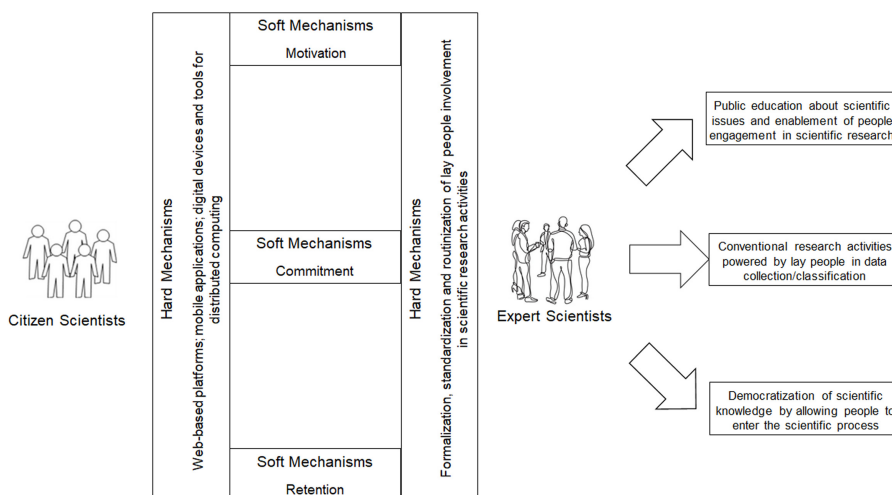 Citizen Scientists
Hard Mechanisms
Web-based platforms; mobile applications; digital devices and tools for
distributed computing
Soft Mechanisms
Motivation
Soft Mechanisms
Commitment
Soft Mechanisms
Retention
Hard Mechanisms
Formalization, standardization and routinization of lay people involvement
in scientific research activities
Expert Scientists
Public education about scientific
issues and enablement of people
engagement in scientific research
Conventional research activities
powered by lay people in data
collection/classification
Democratization of scientific
knowledge by allowing people to
enter the scientific process